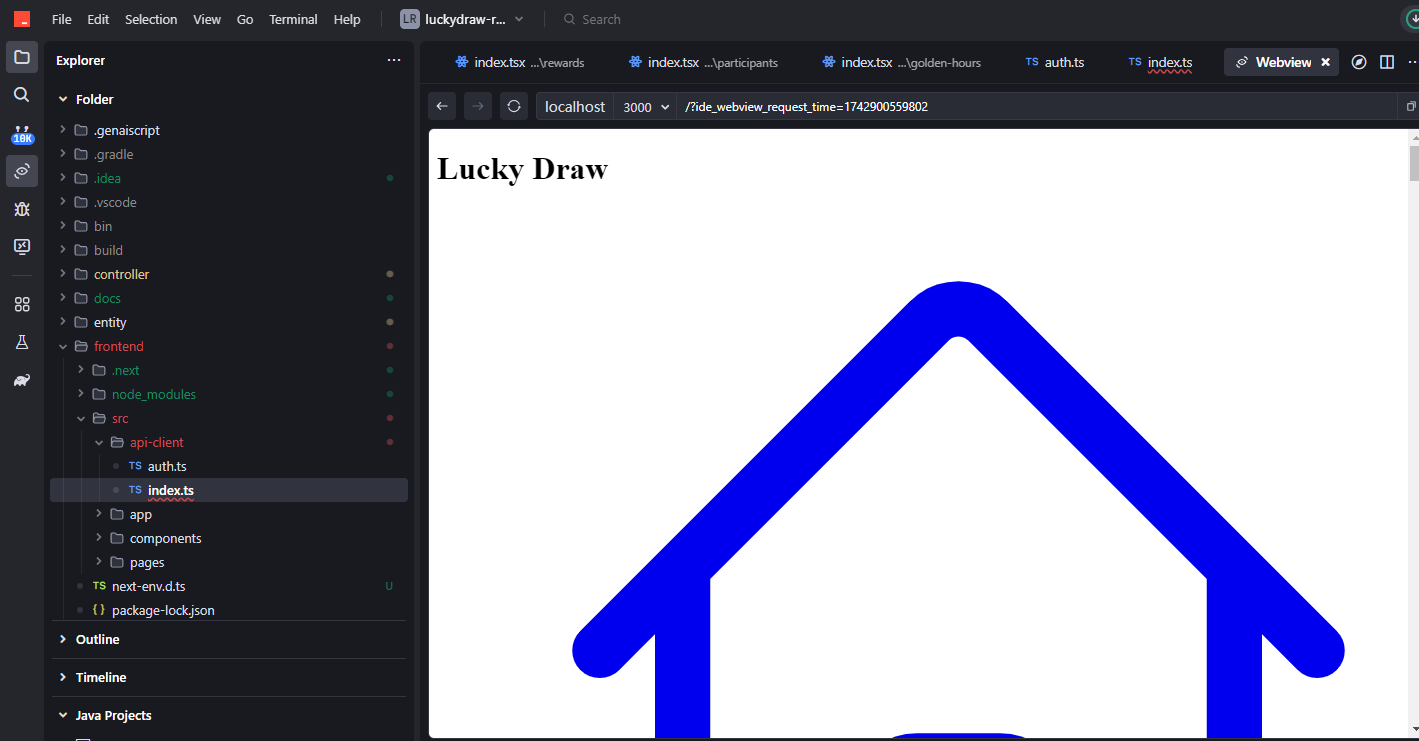 File Edit Selection View Go Terminal Help LR luckydraw-r... Search
Explorer ...
index.tsx ...\rewards index.tsx ...\participants index.tsx ...\golden-hours TS auth.ts TS index.ts Webview
localhost 3000 /?ide_webview_request_time=1742900559802
10K
Folder
.genaiscript
.gradle
.idea
.vscode
bin
build
controller
docs
entity
frontend
.next
node_modules
src
api-client
TS auth.ts
TS index.ts
app
components
pages
TS next-env.d.ts U
{} package-lock.json
Outline
Timeline
Java Projects
Lucky Draw